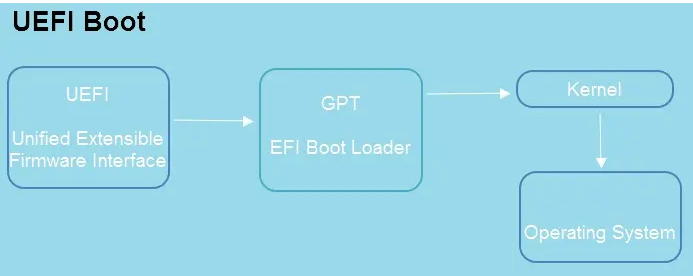 UEFI Boot
UEFI
Unified Extensible
Firmware Interface
GPT
EFI Boot Loader
Kernel
Operating System